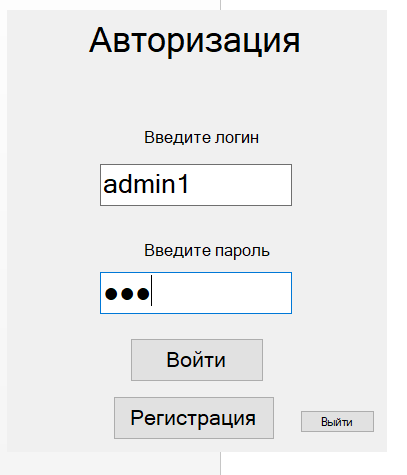 Авторизация
Введите логин
admin1
Введите пароль
●●●
Войти
Регистрация
Выйти